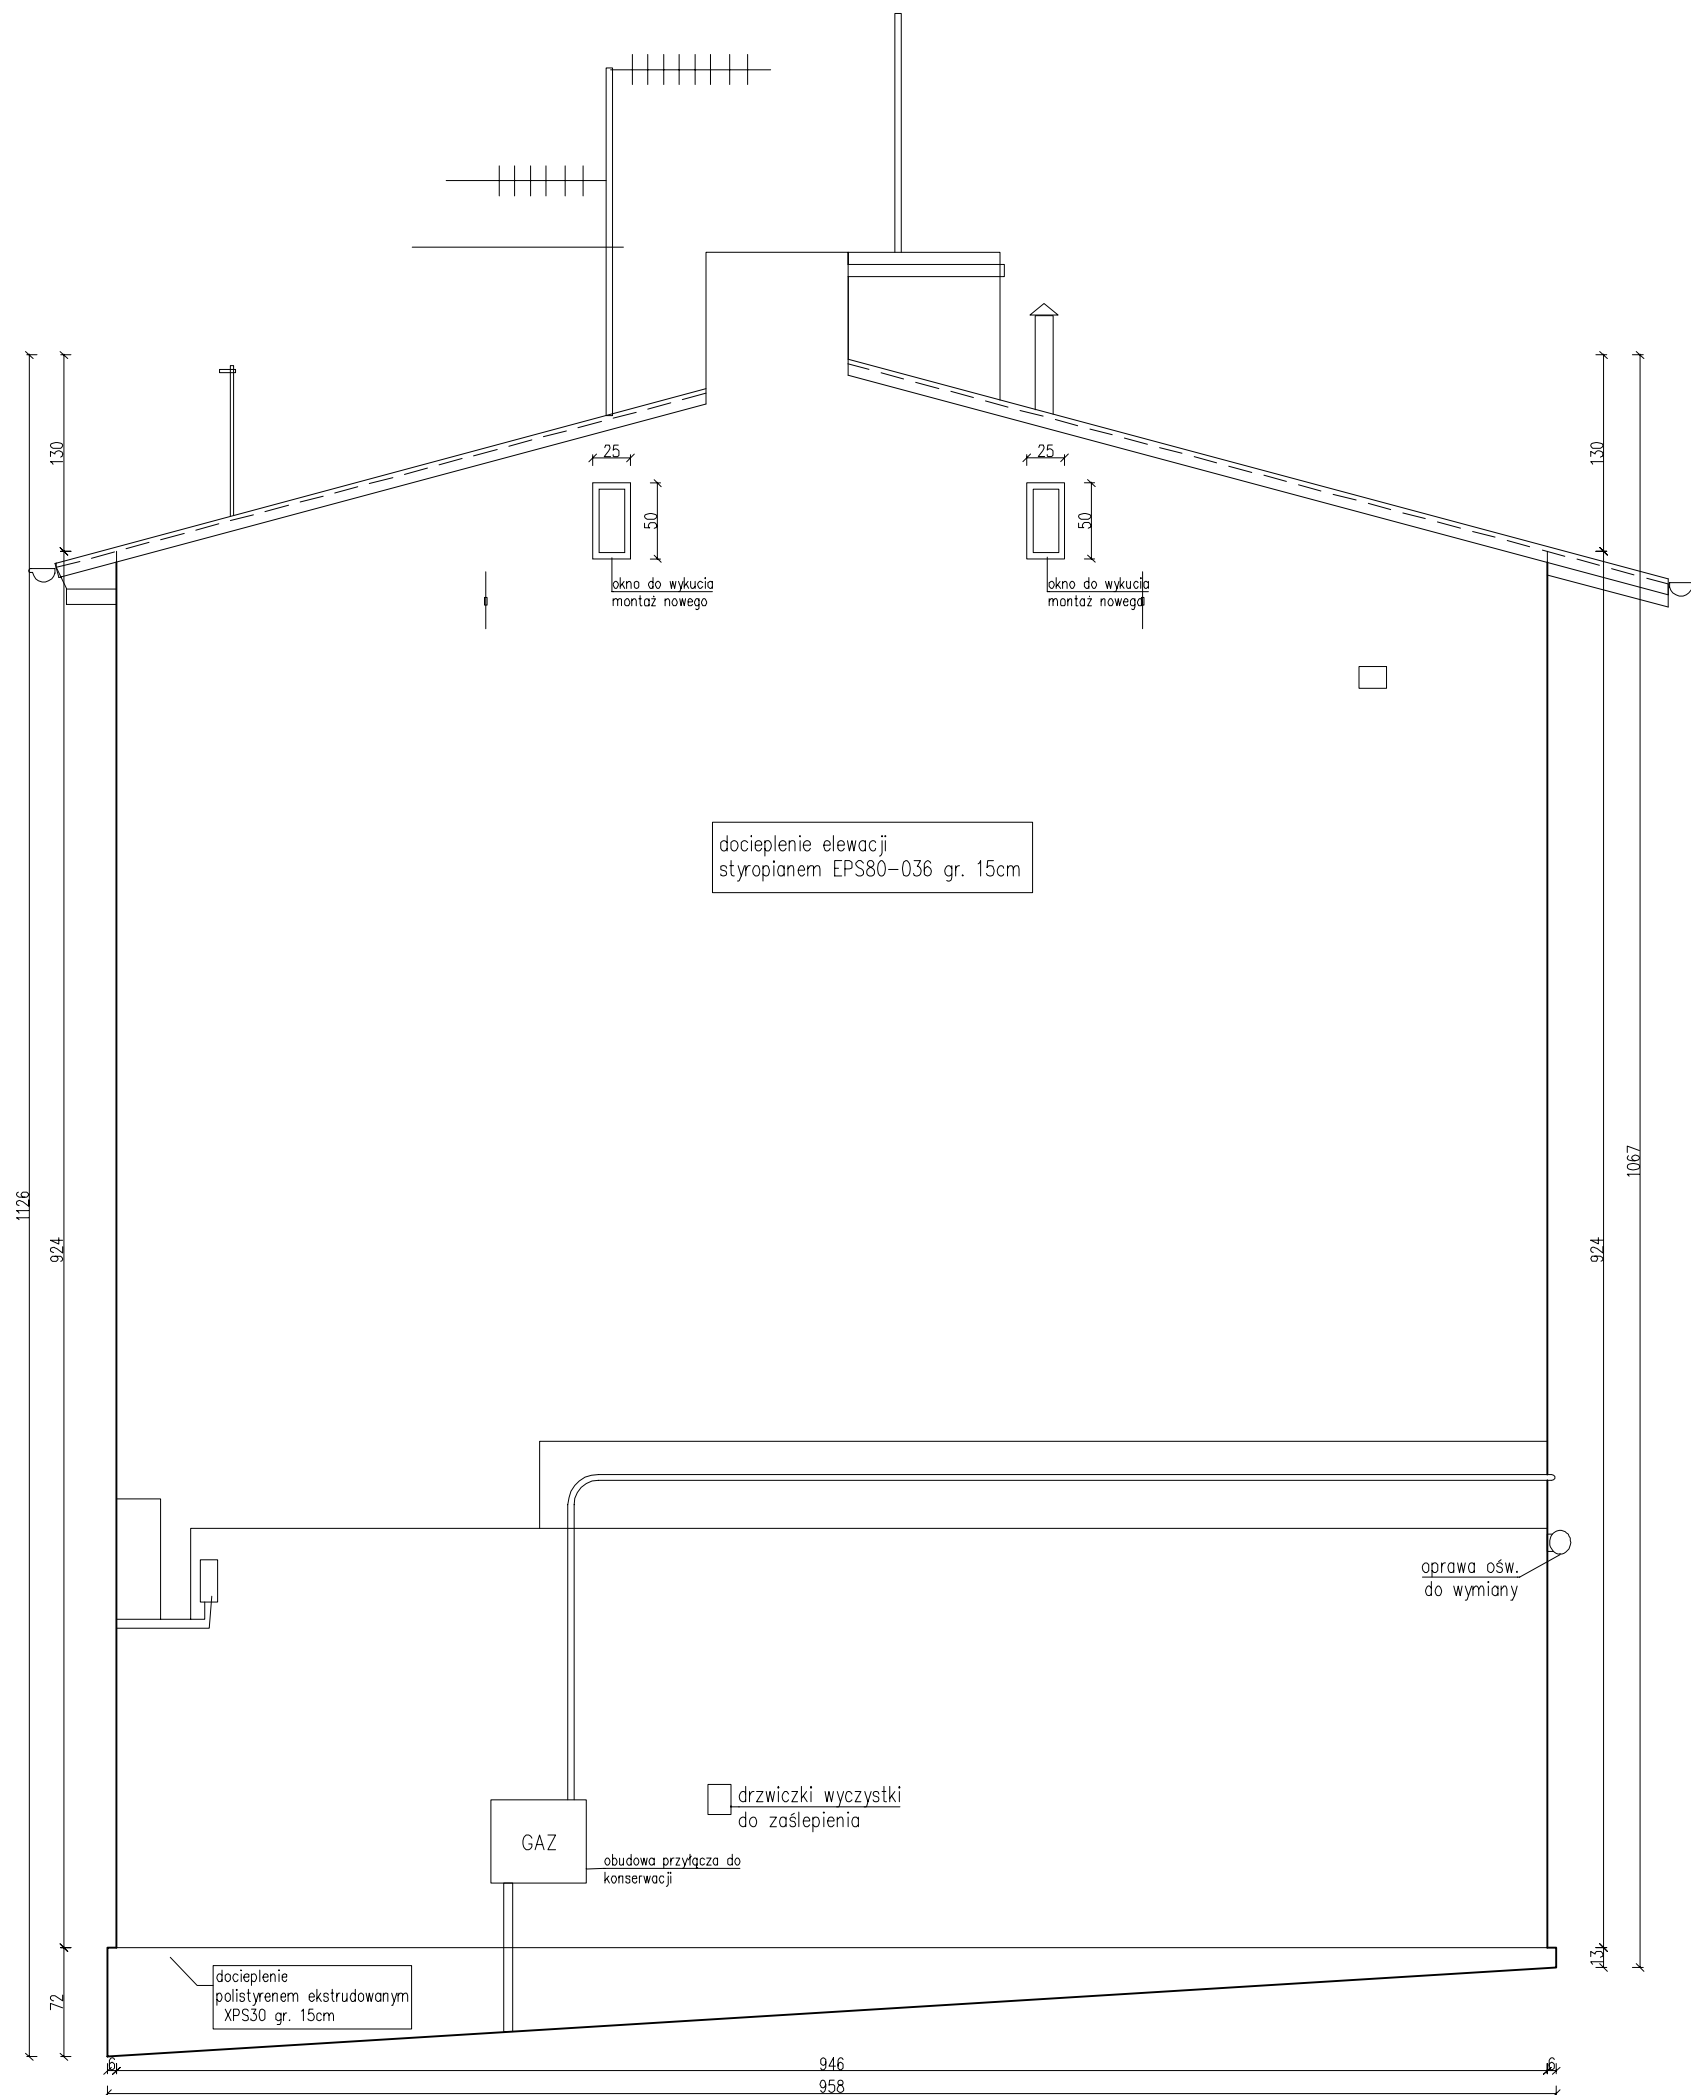 130
25
25
130
50
50
okno do wykucia
montaż nowego
okno do wykucia
montaż nowego
docieplenie elewacji
styropianem EPS80-036 gr. 15cm
1126
924
924
1067
oprawa ośw.
do wymiany
drzwiczki wyczystki
do zaślepienia
GAZ
obudowa przyłącza do
konserwacji
docieplenie
polistyrenem ekstrudowanym
XPS30 gr. 15cm
72
13
6
946
6
958